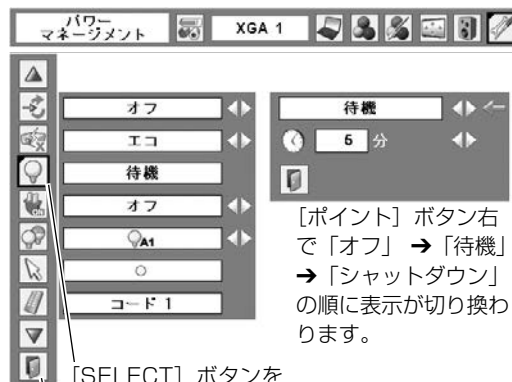 パワー
マネージメント
XGA 1
オフ
エコ
待機
オフ
A1
コード 1
待機
5 分
On
［ポイント］ボタン右
で「オフ」 ➔「待機」
➔「シャットダウン」
の順に表示が切り換わ
ります。
［SELECT］ボタンを